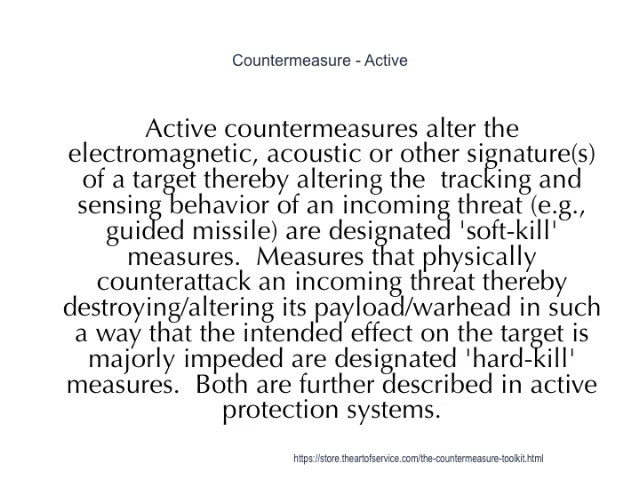 Countermeasure - Active
Active countermeasures alter the
electromagnetic, acoustic or other signature(s)
of a target thereby altering the  tracking and
sensing behavior of an incoming threat (e.g.,
guided missile) are designated 'soft-kill'
measures.  Measures that physically
counterattack an incoming threat thereby
destroying/altering its payload/warhead in such
a way that the intended effect on the target is
majorly impeded are designated 'hard-kill'
measures.  Both are further described in active
protection systems.
https://store.theartofservice.com/the-countermeasure-toolkit.html